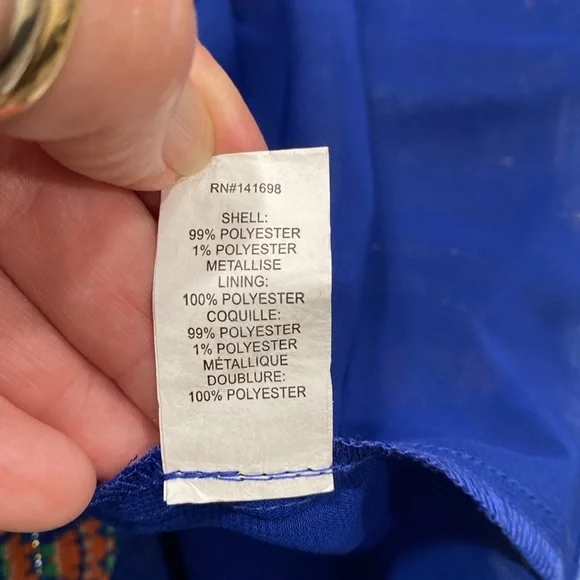 RN#141698
SHELL:
99% POLYESTER
1% POLYESTER
METALLISE
LINING:
100% POLYESTER
COQUILLE:
99% POLYESTER
1% POLYESTER
MÉTALLIQUE
DOUBLURE:
100% POLYESTER